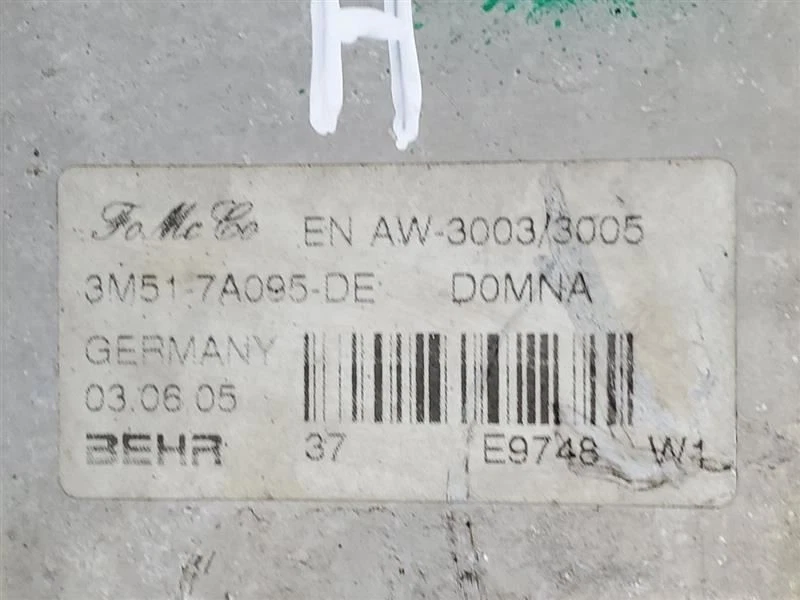 H
FoMoCo EN AW-3003/3005
3M51-7A095-DE D0MNA
GERMANY
03.06.05
BEHR 37 E9748 W1